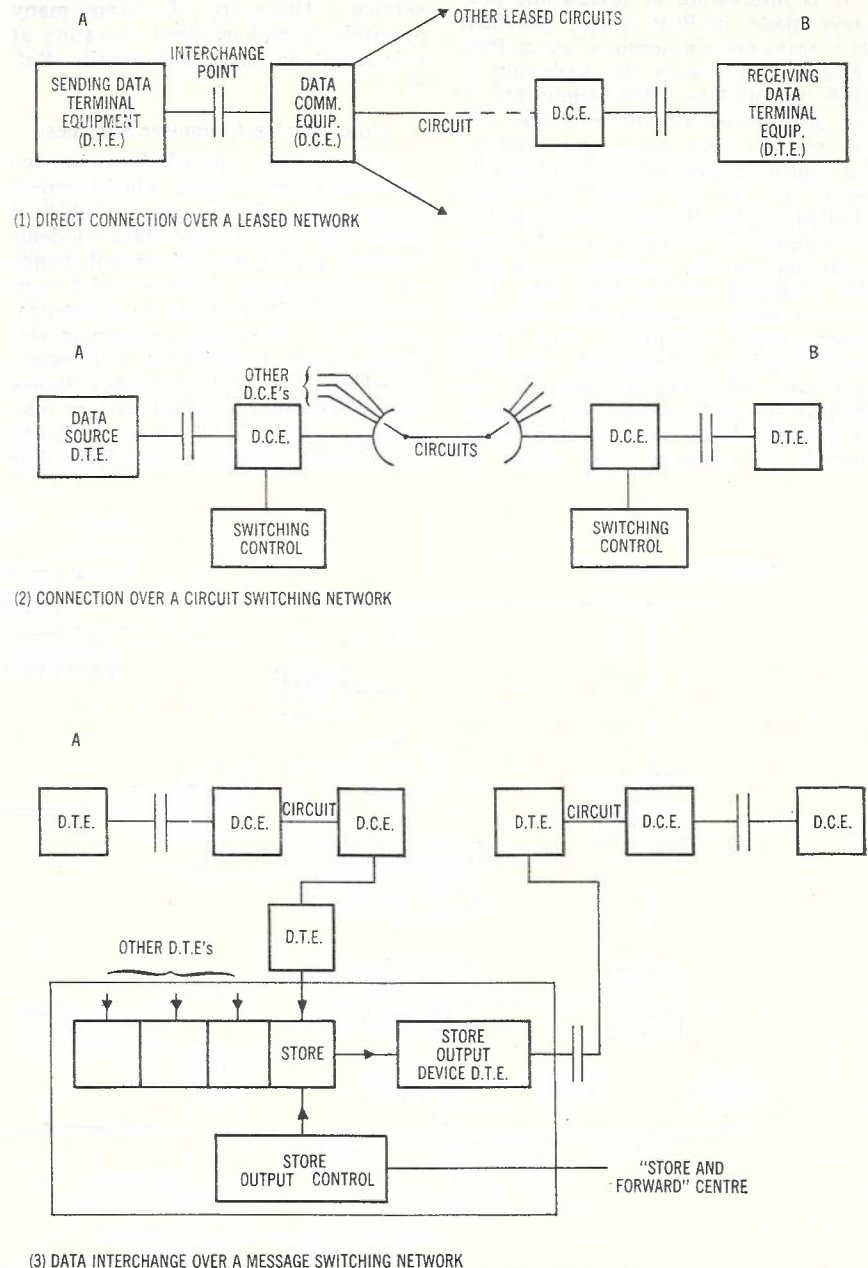 A
OTHER LEASED CIRCUITS
B
INTERCHANGE
POINT
SENDING DATA
TERMINAL
EQUIPMENT
(D.T.E.)
DATA
COMM.
EQUIP.
(D.C.E.)
CIRCUIT
D.C.E.
RECEIVING
DATA
TERMINAL
EQUIP.
(D.T.E.)
(1) DIRECT CONNECTION OVER A LEASED NETWORK
A
B
OTHER
D.C.E's
DATA
SOURCE
D.T.E.
D.C.E.
CIRCUITS
D.C.E.
D.T.E.
SWITCHING
CONTROL
SWITCHING
CONTROL
(2) CONNECTION OVER A CIRCUIT SWITCHING NETWORK
A
D.T.E.
D.C.E.
CIRCUIT
D.C.E.
D.T.E.
CIRCUIT
D.C.E.
D.C.E.
D.T.E.
OTHER D.T.E's
STORE
STORE
OUTPUT
DEVICE D.T.E.
STORE
OUTPUT CONTROL
"STORE AND
FORWARD" CENTRE
(3) DATA INTERCHANGE OVER A MESSAGE SWITCHING NETWORK